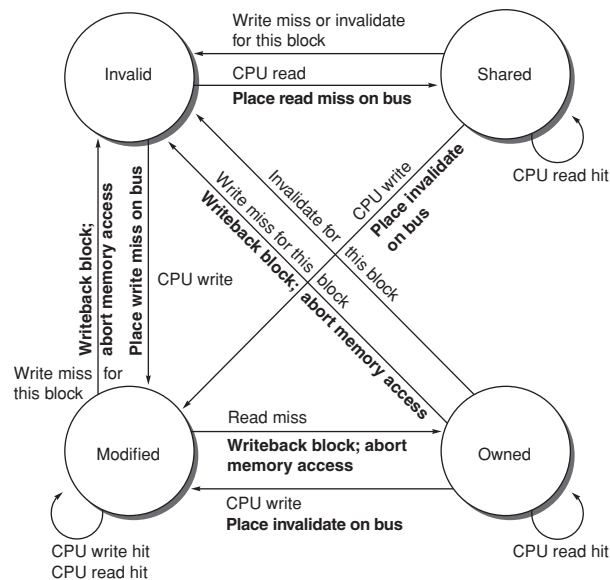 Write miss or invalidate
for this block
Invalid
Shared
CPU read
Place read miss on bus
CPU read hit
CPU write
Place invalidate
on bus
Invalidate for this block
Write miss for this block
Writeback block; abort memory access
Writeback block;
abort memory access
Place write miss on bus
CPU write
Write miss for
this block
Modified
Read miss
Writeback block; abort
memory access
Owned
CPU write
Place invalidate on bus
CPU write hit
CPU read hit
CPU read hit